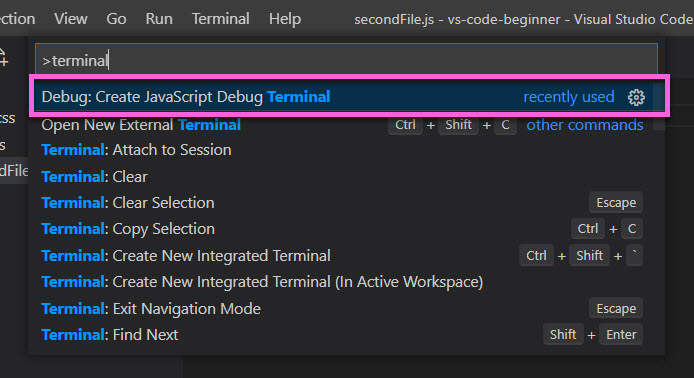 ection View Go Run Terminal secondFile.js - vs-code-beginner - Visual Studio Code
>terminal
Debug: Create JavaScript Debug Terminal recently used
Open New External Terminal Ctrl + Shift + C other commands
css
Terminal: Attach to Session
s
dFile
Terminal: Clear
Terminal: Clear Selection Escape
Terminal: Copy Selection Ctrl + C
Terminal: Create New Integrated Terminal Ctrl + Shift + `
Terminal: Create New Integrated Terminal (In Active Workspace)
Terminal: Exit Navigation Mode Escape
Terminal: Find Next Shift + Enter